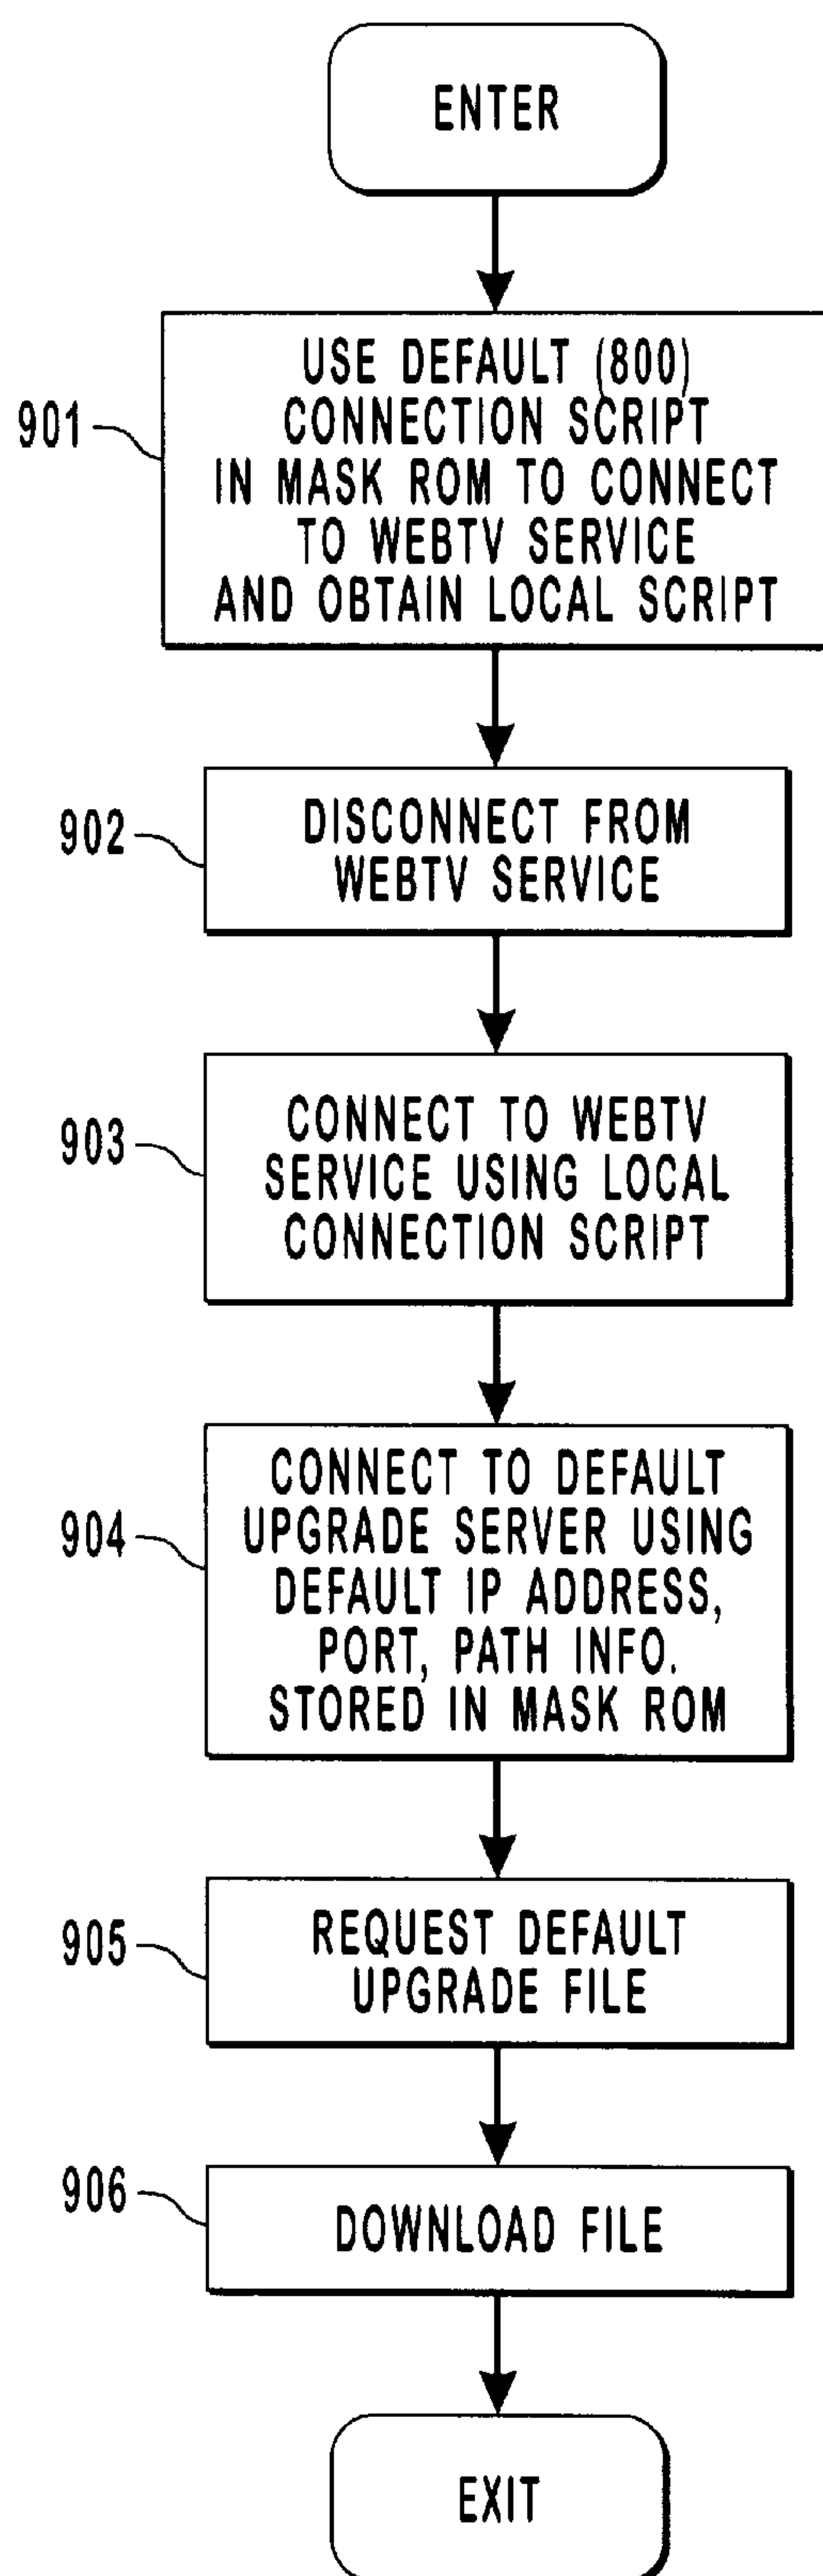 ENTER
901
USE DEFAULT (800)
CONNECTION SCRIPT
IN MASK ROM TO CONNECT
TO WEBTV SERVICE
AND OBTAIN LOCAL SCRIPT
902
DISCONNECT FROM
WEBTV SERVICE
903
CONNECT TO WEBTV
SERVICE USING LOCAL
CONNECTION SCRIPT
904
CONNECT TO DEFAULT
UPGRADE SERVER USING
DEFAULT IP ADDRESS,
PORT, PATH INFO.
STORED IN MASK ROM
905
REQUEST DEFAULT
UPGRADE FILE
906
DOWNLOAD FILE
EXIT